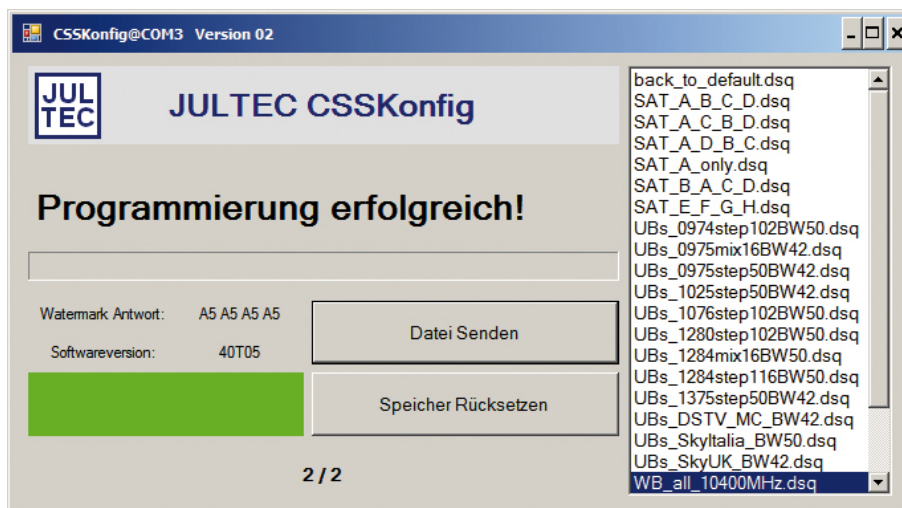 CSSKonfig@COM3 Version 02
JUL
TEC
JULTEC CSSKonfig
Programmierung erfolgreich!
Watermark Antwort: A5 A5 A5 A5
Softwareversion: 40T05
Datei Senden
Speicher Rücksetzen
2 / 2
back_to_default.dsq
SAT_A_B_C_D.dsq
SAT_A_C_B_D.dsq
SAT_A_D_B_C.dsq
SAT_A_only.dsq
SAT_B_A_C_D.dsq
SAT_E_F_G_H.dsq
UBs_0974step102BW50.dsq
UBs_0975mix16BW42.dsq
UBs_0975step50BW42.dsq
UBs_1025step50BW42.dsq
UBs_1076step102BW50.dsq
UBs_1280step102BW50.dsq
UBs_1284mix16BW50.dsq
UBs_1284step116BW50.dsq
UBs_1375step50BW42.dsq
UBs_DSTV_MC_BW42.dsq
UBs_SkyItalia_BW50.dsq
UBs_SkyUK_BW42.dsq
WB_all_10400MHz.dsq